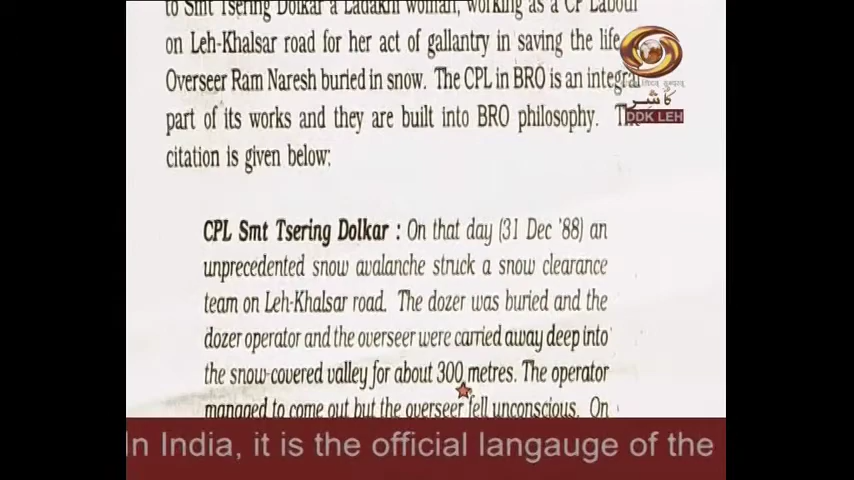 to Smt Tsering Dolkar a Ladakhi woman, working as a CP Labour
on Leh-Khalsar road for her act of gallantry in saving the life
Overseer Ram Naresh buried in snow. The CPL in BRO is an integral
part of its works and they are built into BRO philosophy. The
citation is given below:
کٲشُر
DDK LEH
CPL Smt Tsering Dolkar : On that day (31 Dec '88) an
unprecedented snow avalanche struck a snow clearance
team on Leh-Khalsar road. The dozer was buried and the
dozer operator and the overseer were carried away deep into
the snow-covered valley for about 300 metres. The operator
managed to come out but the overseer fell unconscious. On
In India, it is the official langauge of the